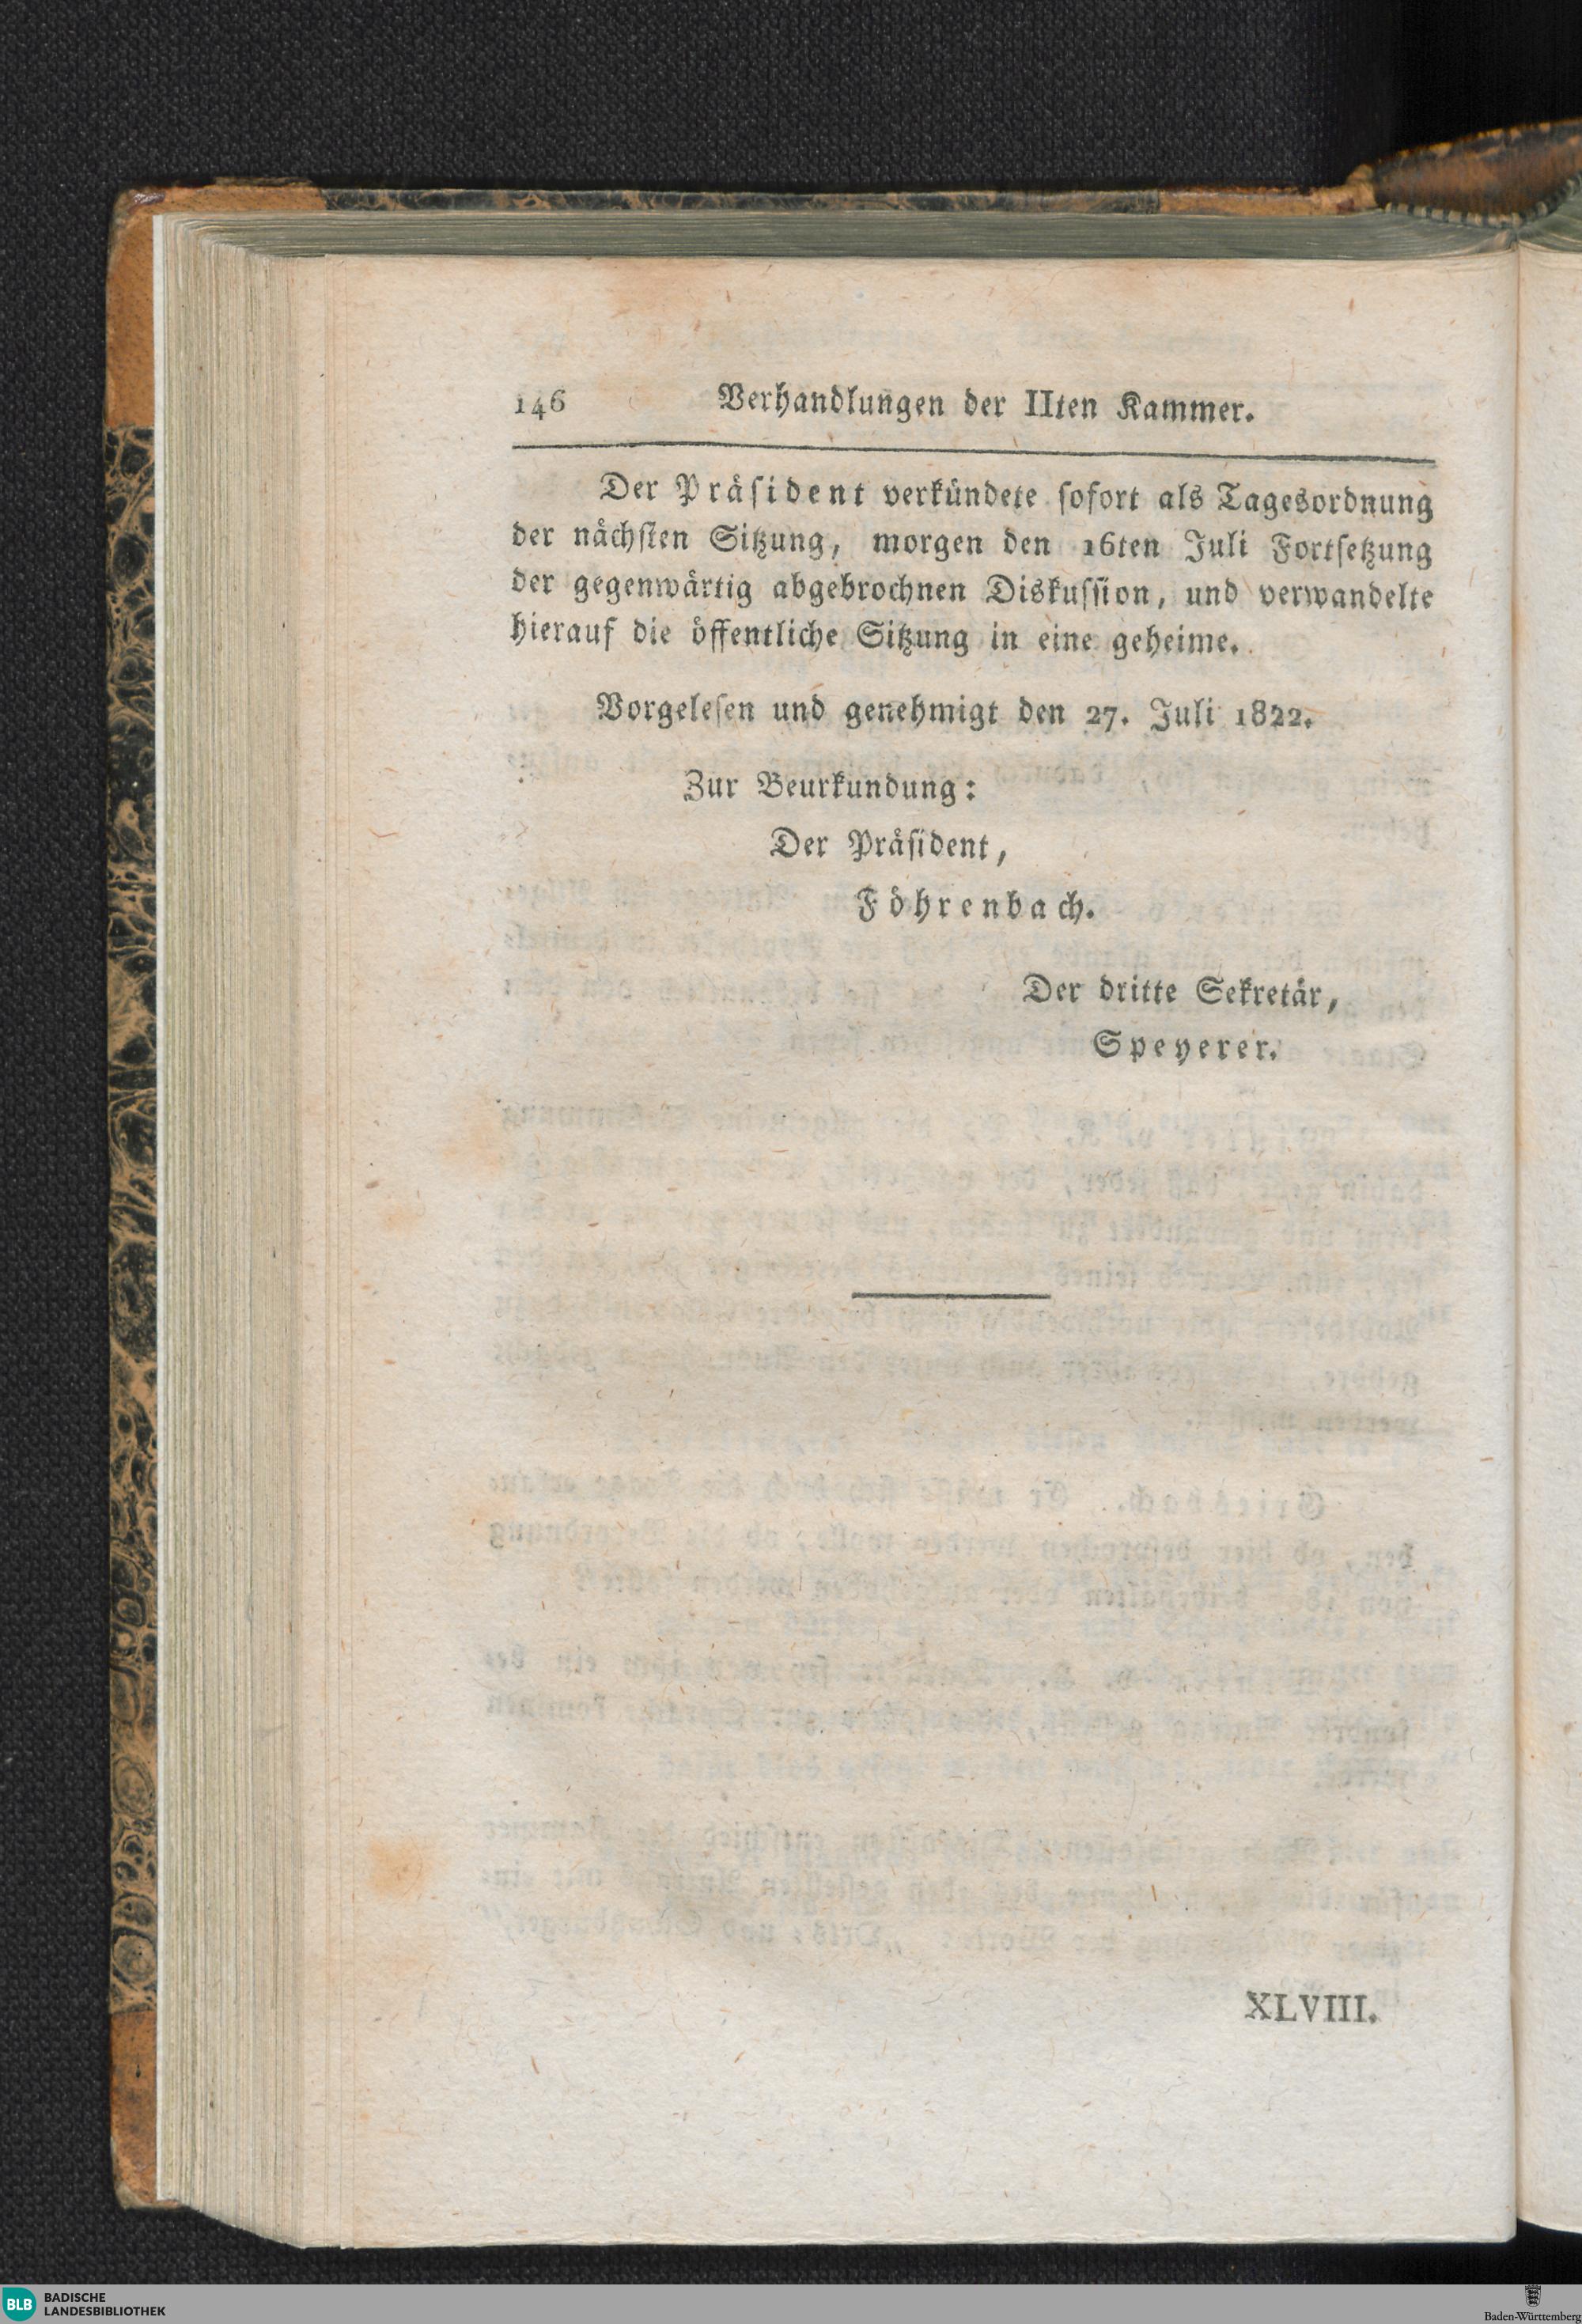 146 Verhandlungen der IIten Kammer.
Der Präſident verkündete ſofort als Tagesordnung
der nächſten Sitzung, morgen den 16ten Juli Fortſetzung
der gegenwärtig abgebrochnen Diskuſſion, und verwandelte
hierauf die öffentliche Sitzung in eine geheime.
Vorgeleſen und genehmigt den 27. Juli 1822.
Zur Beurkundung:
Der Präſident,
Föhrenbach.
Der dritte Sekretär,
Speyerer.
XLVIII.
BLB BADISCHE
LANDESBIBLIOTHEK
Baden-Württemberg